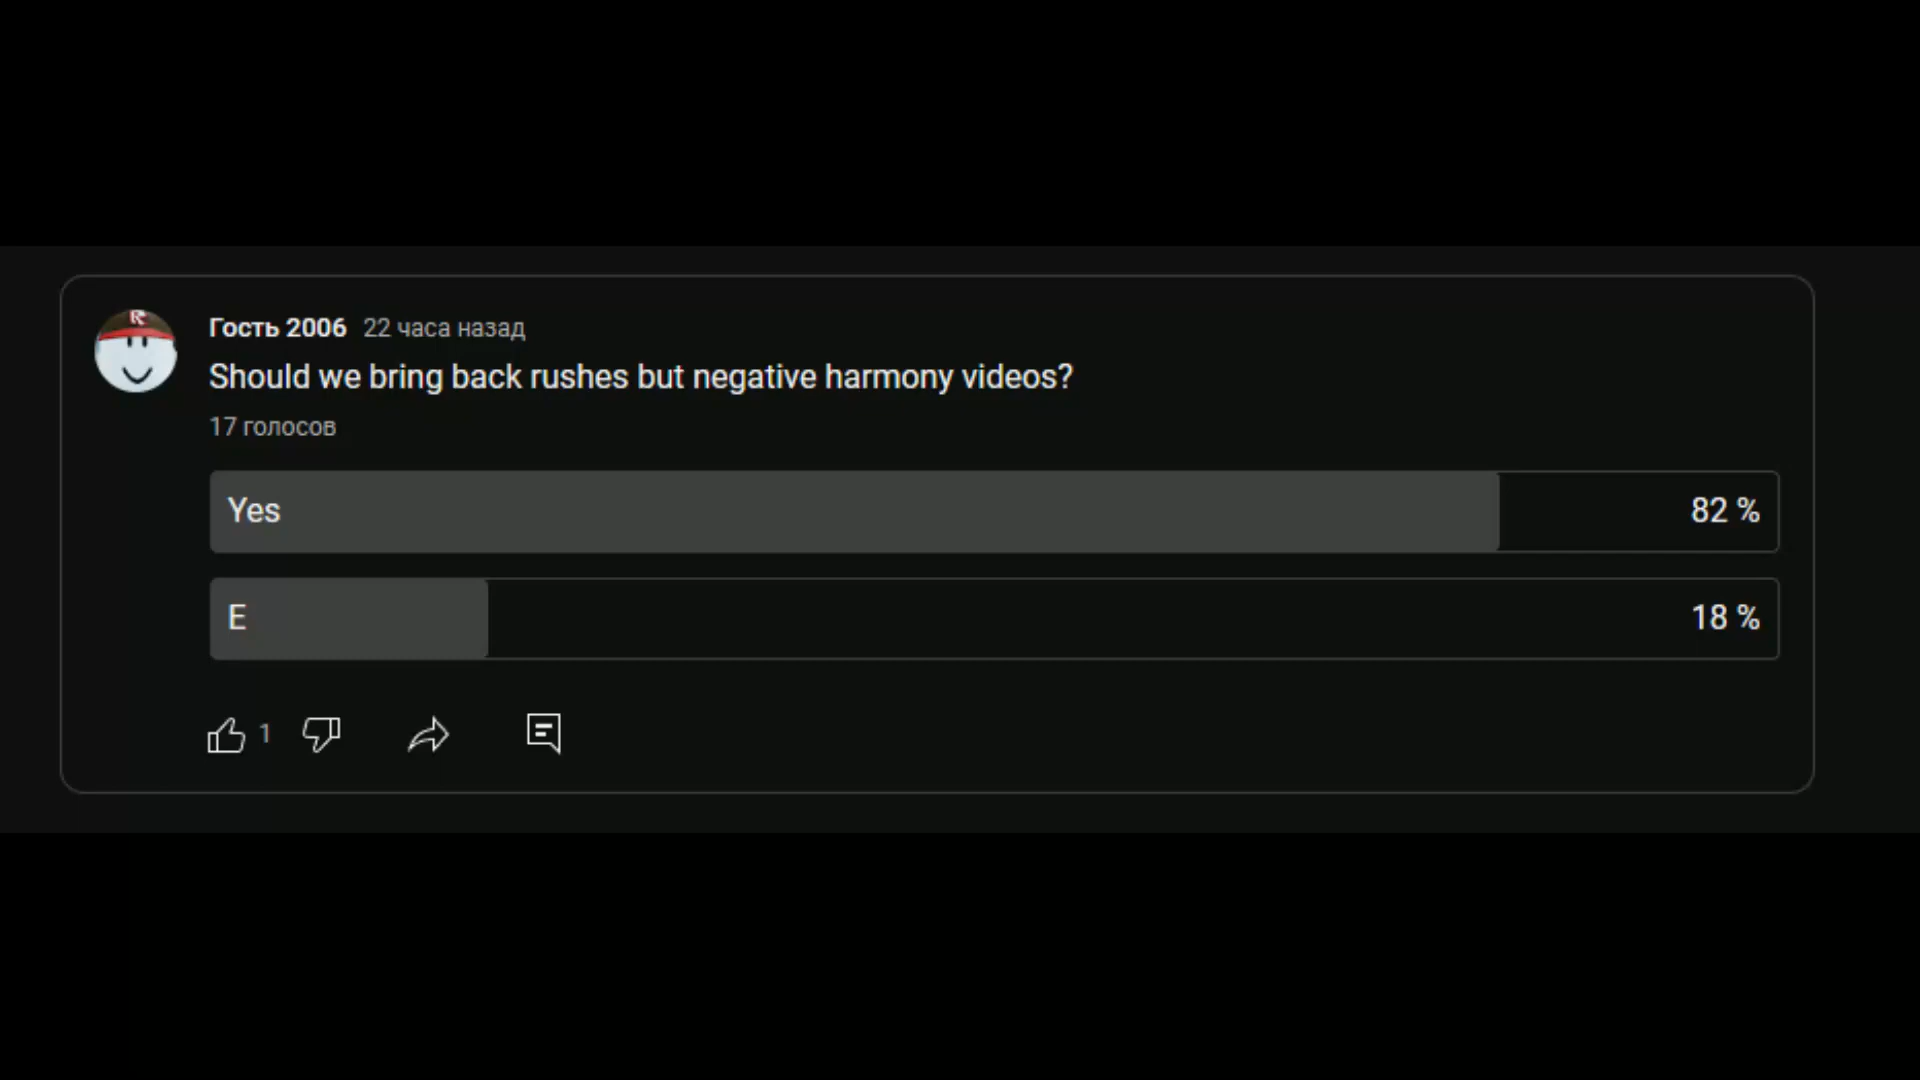 Гость 2006 22 часа назад
Should we bring back rushes but negative harmony videos?
17 голосов
Yes 82 %
E 18 %
1